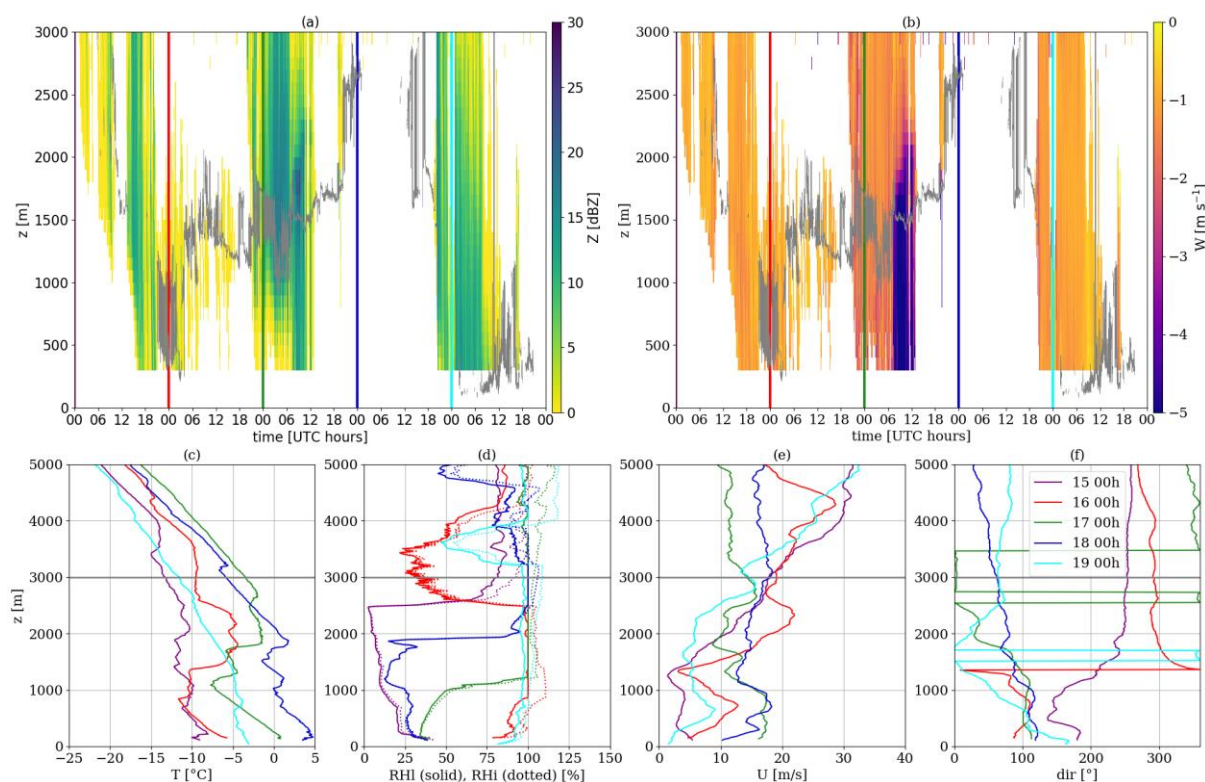 (a)
3000
2500
2000
1500
1000
500
0
z [m]
00 06 12 18 00 06 12 18 00 06 12 18 00 06 12 18 00 06 12 18 00
time [UTC hours]
30
25
20
15
10
5
0
Z [dBZ]
(b)
3000
2500
2000
1500
1000
500
0
z [m]
00 06 12 18 00 06 12 18 00 06 12 18 00 06 12 18 00 06 12 18 00
time [UTC hours]
0
−1
−2
−3
−4
−5
W [m s⁻¹]
(c)
5000
4000
3000
2000
1000
0
z [m]
−25 −20 −15 −10 −5 0 5
T [°C]
(d)
0 25 50 75 100 125 150
RHl (solid), RHi (dotted) [%]
(e)
0 10 20 30 40
U [m/s]
(f)
15 00h
16 00h
17 00h
18 00h
19 00h
0 100 200 300
dir [°]